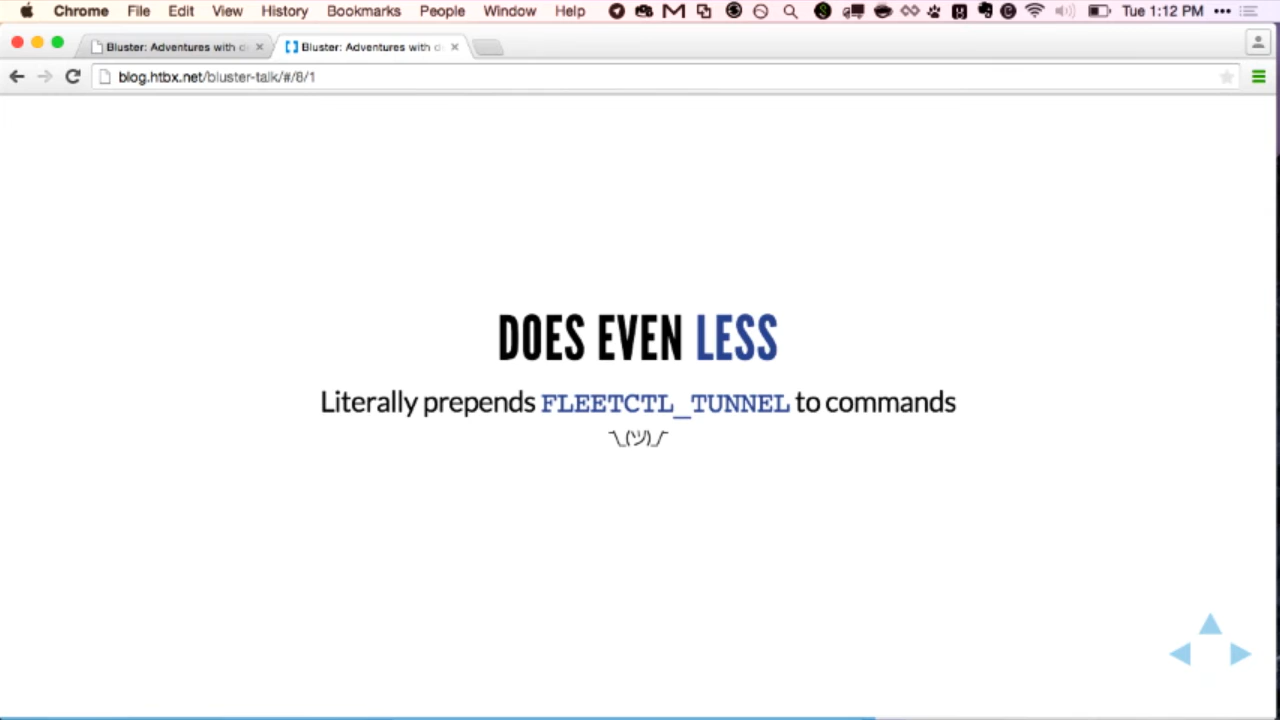 Chrome File Edit View History Bookmarks People Window Help Tue 1:12 PM
Bluster: Adventures with d Bluster: Adventures with d
blog.htbx.net/bluster-talk/#/8/1
DOES EVEN LESS
Literally prepends FLEETCTL_TUNNEL to commands
¯\_(ツ)_/¯